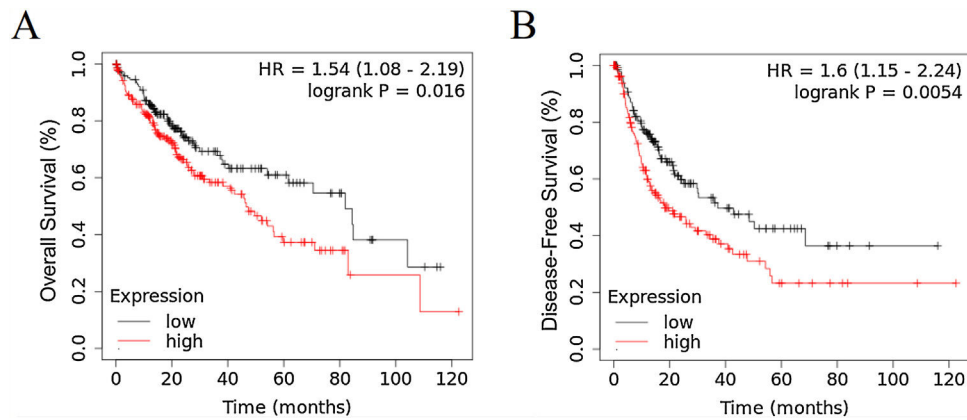 A
HR = 1.54 (1.08 - 2.19)
logrank P = 0.016
Overall Survival (%)
1.0
0.8
0.6
0.4
0.2
0.0
Expression
low
high
0 20 40 60 80 100 120
Time (months)
B
HR = 1.6 (1.15 - 2.24)
logrank P = 0.0054
Disease-Free Survival (%)
1.0
0.8
0.6
0.4
0.2
0.0
Expression
low
high
0 20 40 60 80 100 120
Time (months)